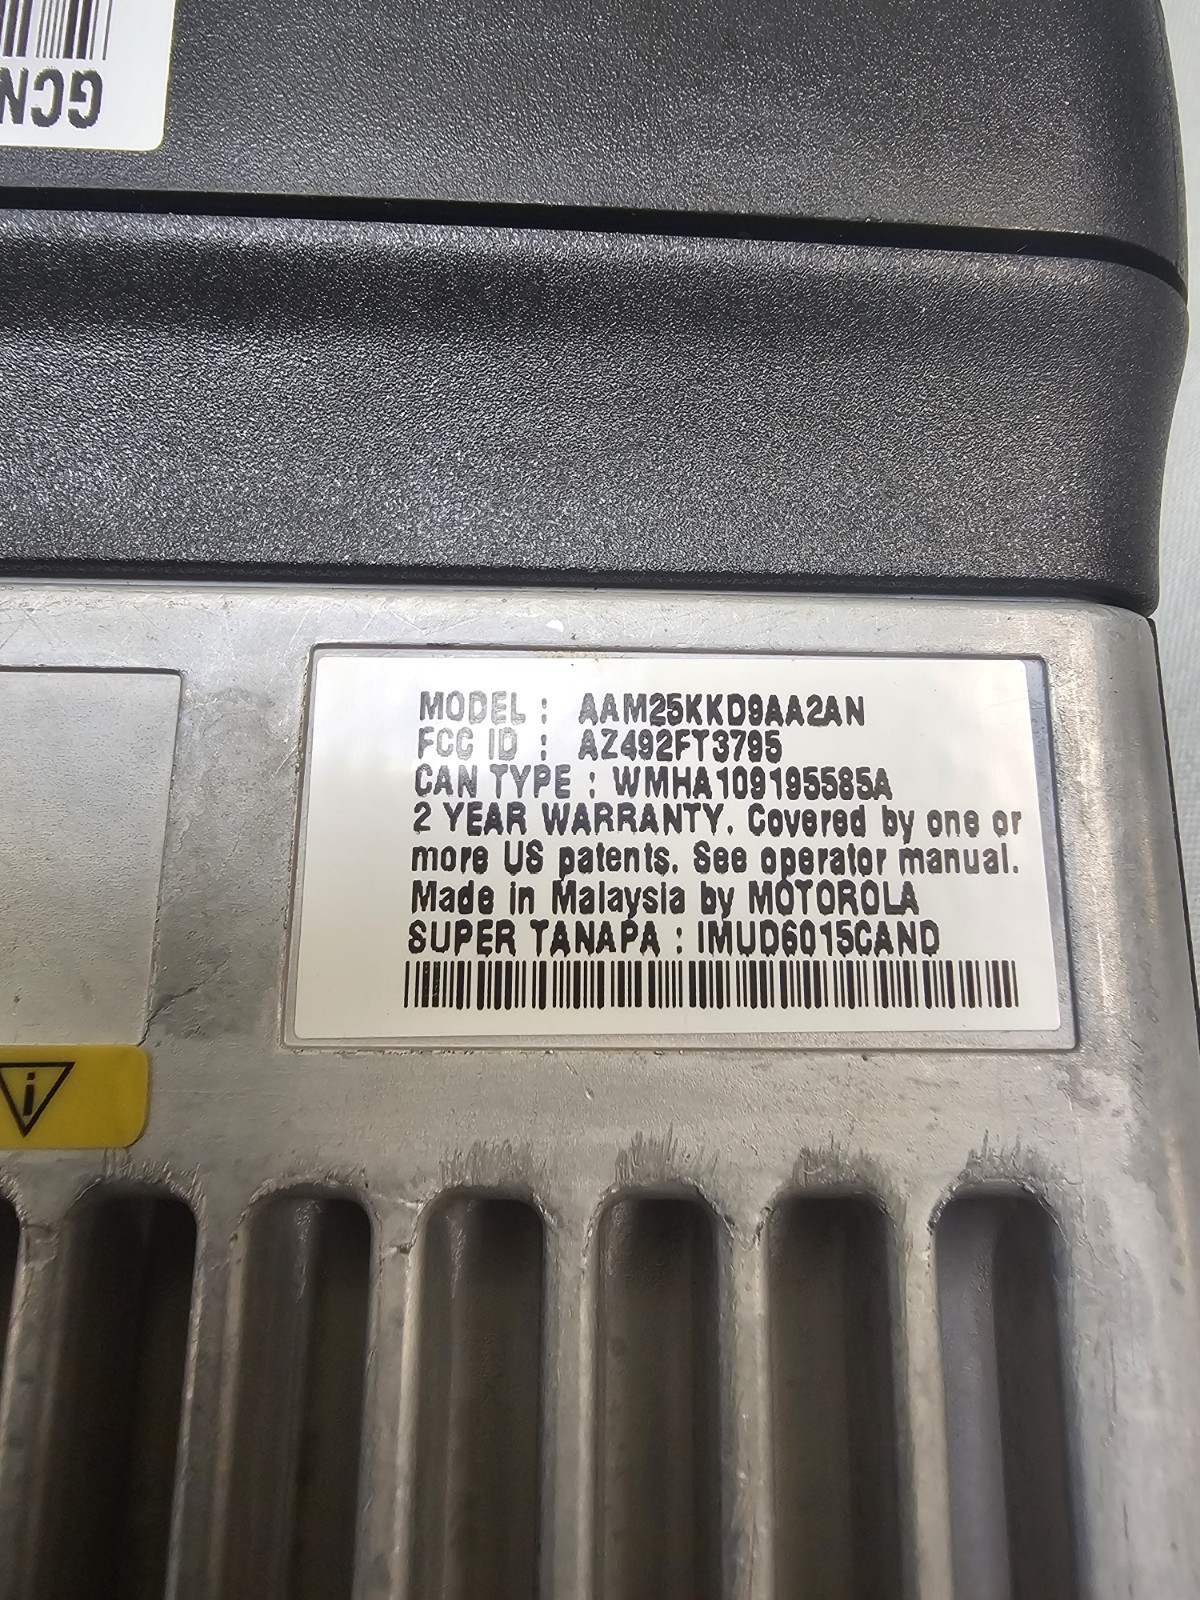 GCN
MODEL : AAM25KKD9AA2AN
FCC ID : AZ492FT3795
CAN TYPE : WMHA109195585A
2 YEAR WARRANTY. Covered by one or
more US patents. See operator manual.
Made in Malaysia by MOTOROLA
SUPER TANAPA : IMUD6015CAND
i